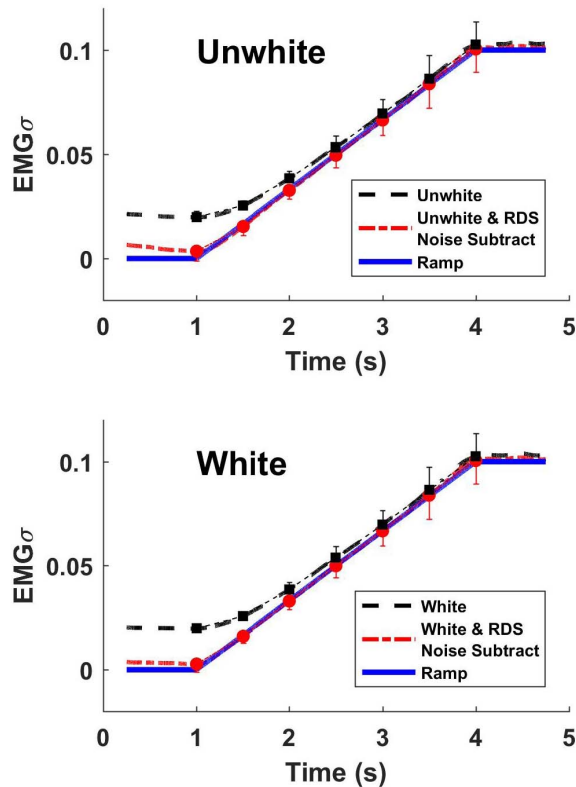 Unwhite
0.1
0.05
0
EMGσ
Unwhite
Unwhite & RDS
Noise Subtract
Ramp
0 1 2 3 4 5
Time (s)
White
0.1
0.05
0
EMGσ
White
White & RDS
Noise Subtract
Ramp
0 1 2 3 4 5
Time (s)